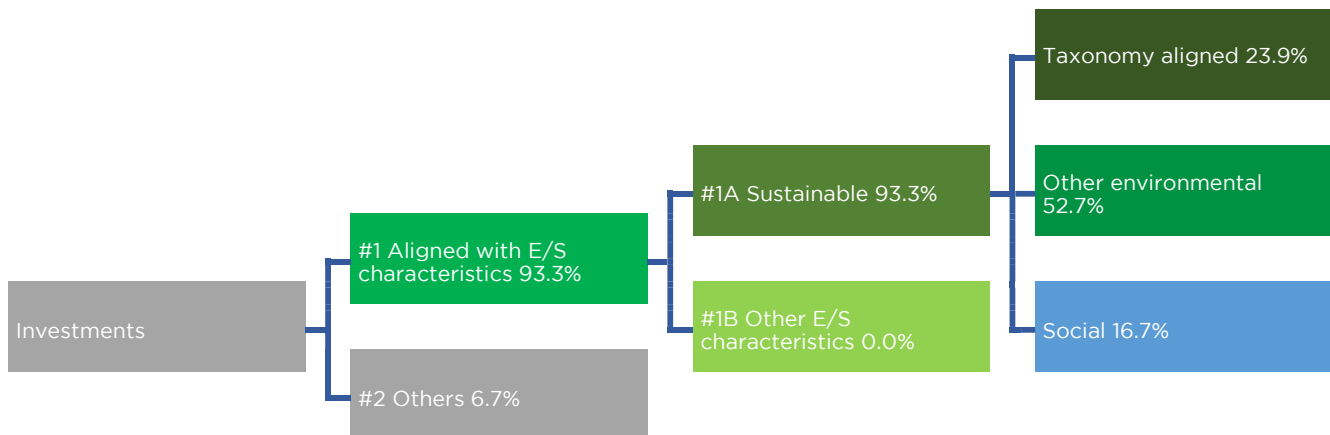 Taxonomy aligned 23.9%
#1A Sustainable 93.3%
Other environmental
52.7%
#1 Aligned with E/S
characteristics 93.3%
Investments
#1B Other E/S
characteristics 0.0%
Social 16.7%
#2 Others 6.7%